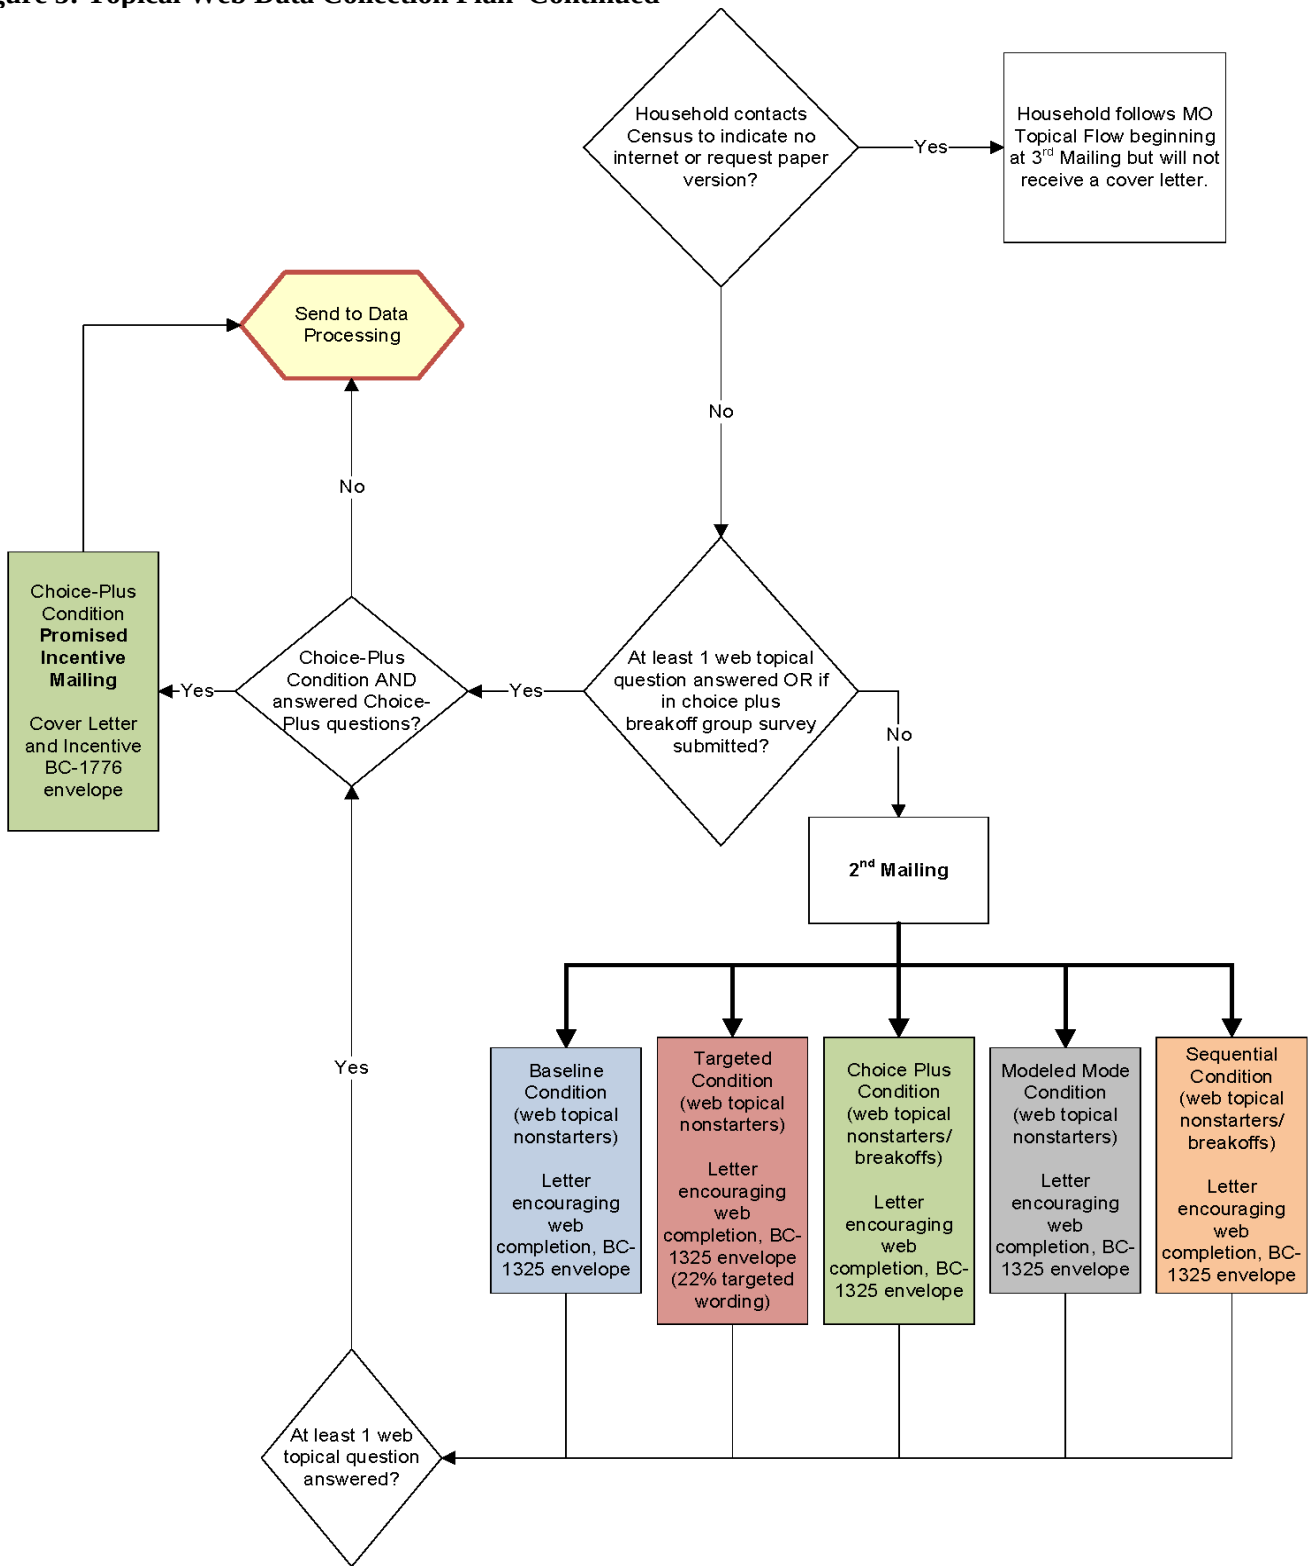 Household contacts
Census to indicate no
internet or request paper
version?
Yes
Household follows MO
Topical Flow beginning
at 3rd Mailing but will not
receive a cover letter.
No
Send to Data
Processing
No
Choice-Plus
Condition
Promised
Incentive
Mailing
Cover Letter
and Incentive
BC-1776
envelope
Yes
Choice-Plus
Condition AND
answered Choice-
Plus questions?
Yes
At least 1 web topical
question answered OR if
in choice plus
breakoff group survey
submitted?
No
2nd Mailing
Baseline
Condition
(web topical
nonstarters)
Letter
encouraging
web
completion, BC-
1325 envelope
Targeted
Condition
(web topical
nonstarters)
Letter
encouraging
web
completion, BC-
1325 envelope
(22% targeted
wording)
Choice Plus
Condition
(web topical
nonstarters/
breakoffs)
Letter
encouraging
web
completion, BC-
1325 envelope
Modeled Mode
Condition
(web topical
nonstarters)
Letter
encouraging
web
completion, BC-
1325 envelope
Sequential
Condition
(web topical
nonstarters/
breakoffs)
Letter
encouraging
web
completion, BC-
1325 envelope
Yes
At least 1 web
topical question
answered?